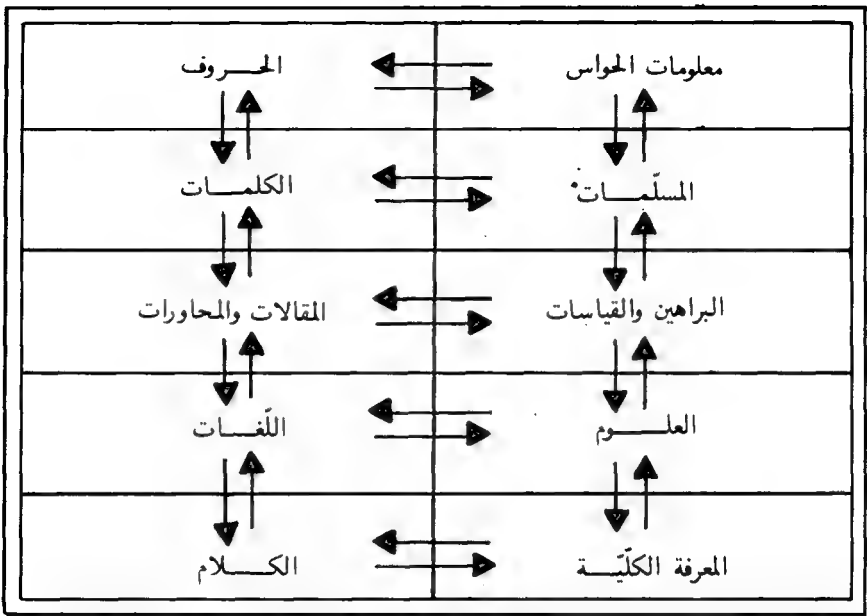 معلومات الحواس
الحروف
المسلّمات
الكلمات
البراهين والقياسات
المقالات والمحاورات
العلوم
اللّغات
المعرفة الكلّيّة
الكلام